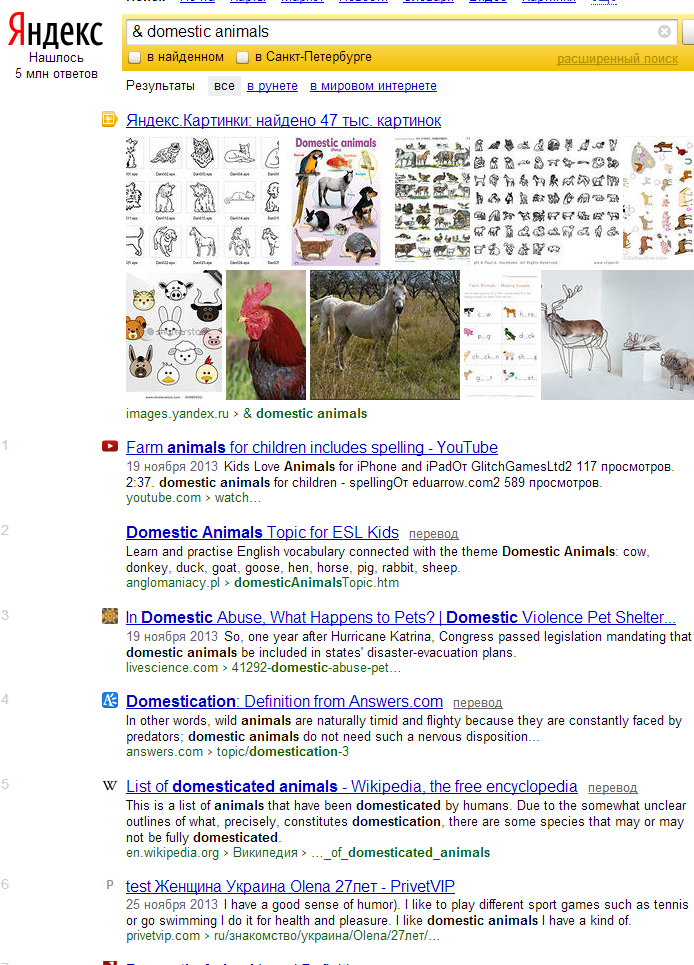 Яндекс
Нашлось
5 млн ответов
& domestic animals
в найденном
в Санкт-Петербурге
расширенный поиск
Результаты все в рунете в мировом интернете
Яндекс.Картинки: найдено 47 тыс. картинок
Domestic animals
images.yandex.ru › & domestic animals
1
Farm animals for children includes spelling - YouTube
19 ноября 2013 Kids Love Animals for iPhone and iPadОт GlitchGamesLtd2 117 просмотров.
2:37. domestic animals for children - spellingОт eduarrow.com2 589 просмотров.
youtube.com › watch…
2
Domestic Animals Topic for ESL Kids перевод
Learn and practise English vocabulary connected with the theme Domestic Animals: cow,
donkey, duck, goat, goose, hen, horse, pig, rabbit, sheep.
anglomaniacy.pl › domesticAnimalsTopic.htm
3
In Domestic Abuse, What Happens to Pets? | Domestic Violence Pet Shelter...
19 ноября 2013 So, one year after Hurricane Katrina, Congress passed legislation mandating that
domestic animals be included in states' disaster-evacuation plans.
livescience.com › 41292-domestic-abuse-pet…
4
Domestication: Definition from Answers.com перевод
In other words, wild animals are naturally timid and flighty because they are constantly faced by
predators; domestic animals do not need such a nervous disposition…
answers.com › topic/domestication-3
5
W
List of domesticated animals - Wikipedia, the free encyclopedia перевод
This is a list of animals that have been domesticated by humans. Due to the somewhat unclear
outlines of what, precisely, constitutes domestication, there are some species that may or may
not be fully domesticated.
en.wikipedia.org › Википедия › …_of_domesticated_animals
6
P
test Женщина Украина Olena 27лет - PrivetVIP
25 ноября 2013 I have a good sense of humor). I like to play different sport games such as tennis
or go swimming I do it for health and pleasure. I like domestic animals I have a kind of.
privetvip.com › ru/знакомство/украина/Olena/27лет/…